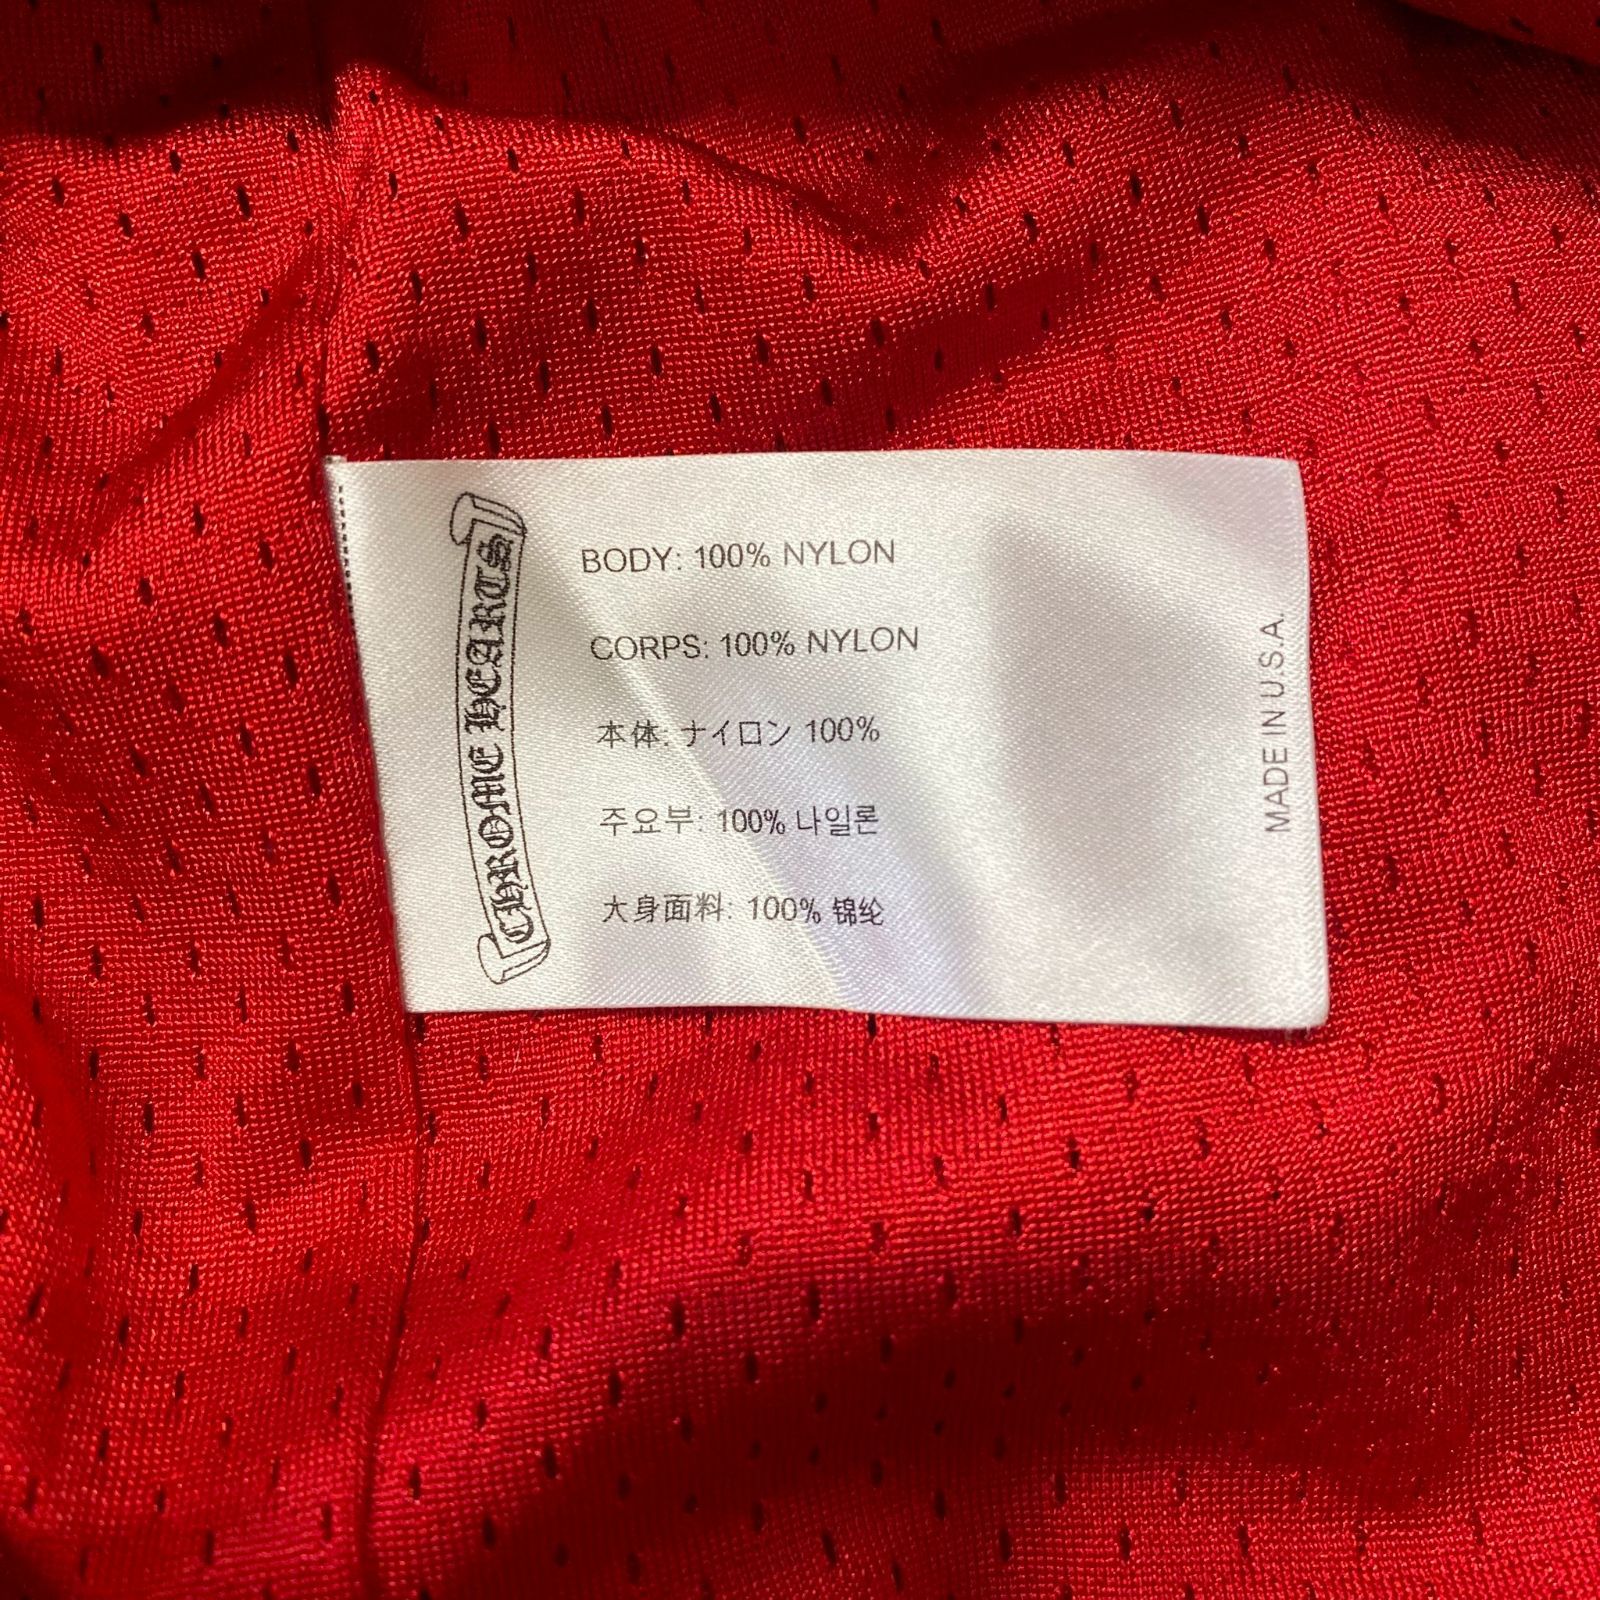 CHROME HEARTS
BODY: 100% NYLON
CORPS: 100% NYLON
本体: ナイロン 100%
주요부: 100% 나일론
大身面料: 100% 锦纶
MADE IN U.S.A.